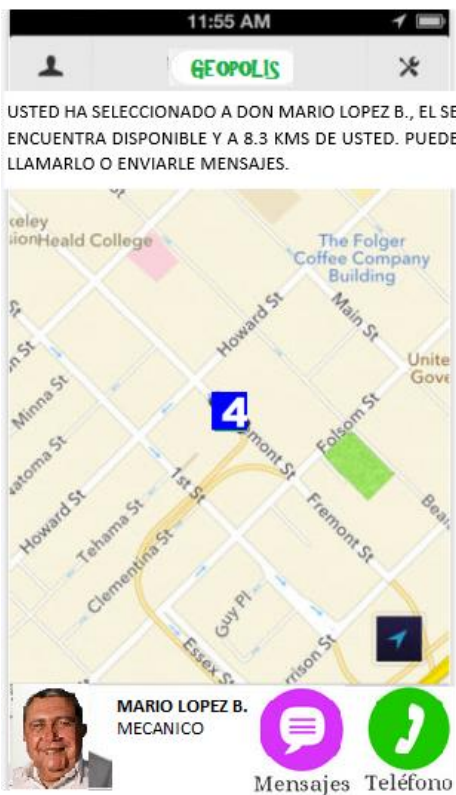 11:55 AM
GEOPOLIS
USTED HA SELECCIONADO A DON MARIO LOPEZ B., EL SE
ENCUENTRA DISPONIBLE Y A 8.3 KMS DE USTED. PUEDE
LLAMARLO O ENVIARLE MENSAJES.
Heald College
The Folger
Coffee Company
Building
Howard St
Main St
Minna St
4
Folsom St
1st St
Fremont St
Howard St
Tehama St
Clementina St
Guy Pl
Essex St
MARIO LOPEZ B.
MECANICO
Mensajes
Teléfono